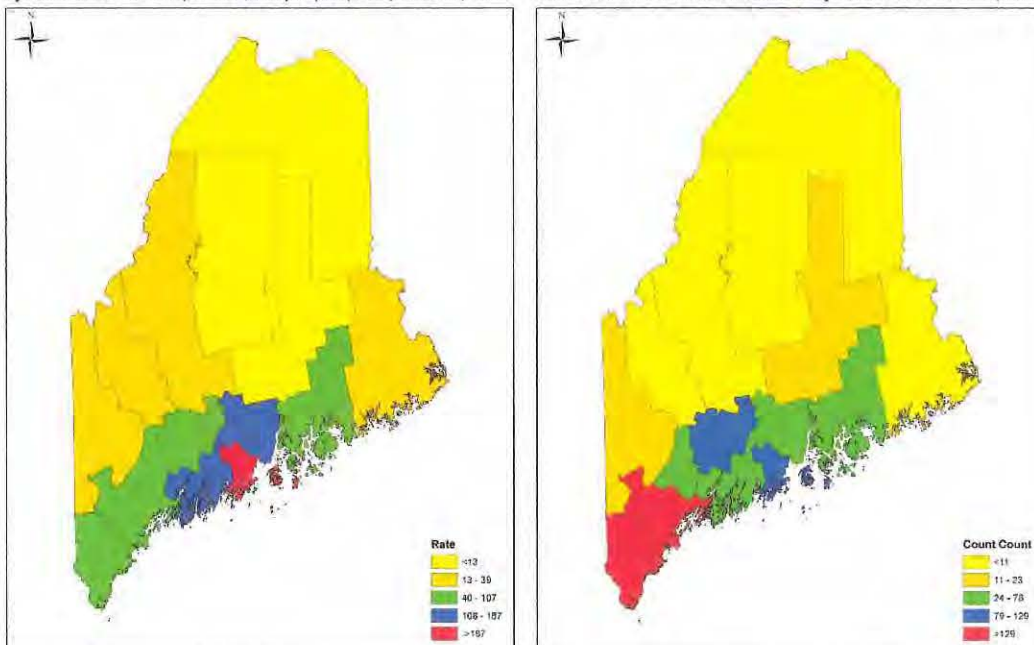 N
Rate
<13
13 - 39
40 - 107
108 - 187
>187
N
Count Count
<11
11 - 23
24 - 78
79 - 129
>129